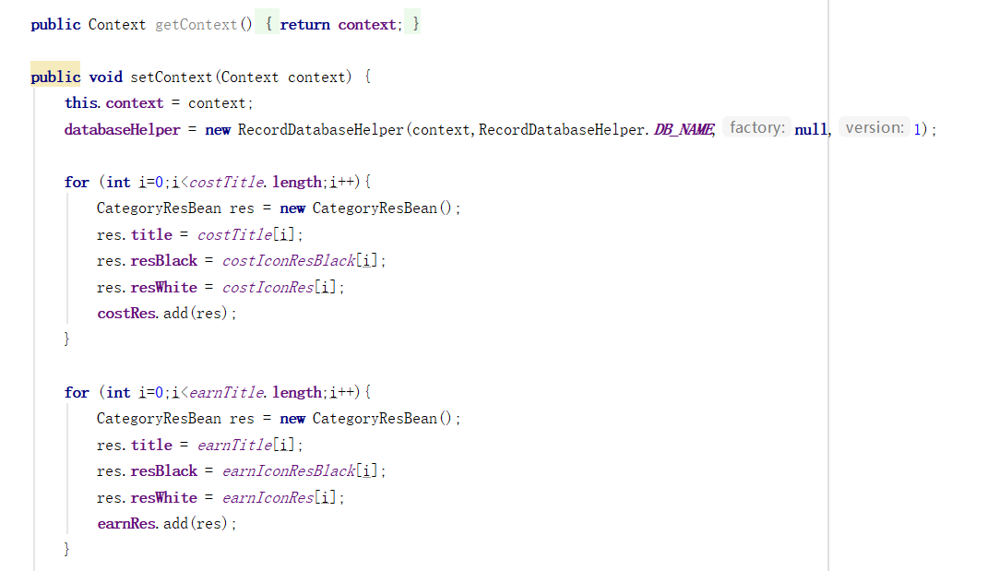 public Context getContext() { return context; }
public void setContext(Context context) {
this.context = context;
databaseHelper = new RecordDatabaseHelper(context,RecordDatabaseHelper.DB_NAME, factory: null, version: 1);
for (int i=0;i<costTitle.length;i++){
CategoryResBean res = new CategoryResBean();
res.title = costTitle[i];
res.resBlack = costIconResBlack[i];
res.resWhite = costIconRes[i];
costRes.add(res);
}
for (int i=0;i<earnTitle.length;i++){
CategoryResBean res = new CategoryResBean();
res.title = earnTitle[i];
res.resBlack = earnIconResBlack[i];
res.resWhite = earnIconRes[i];
earnRes.add(res);
}